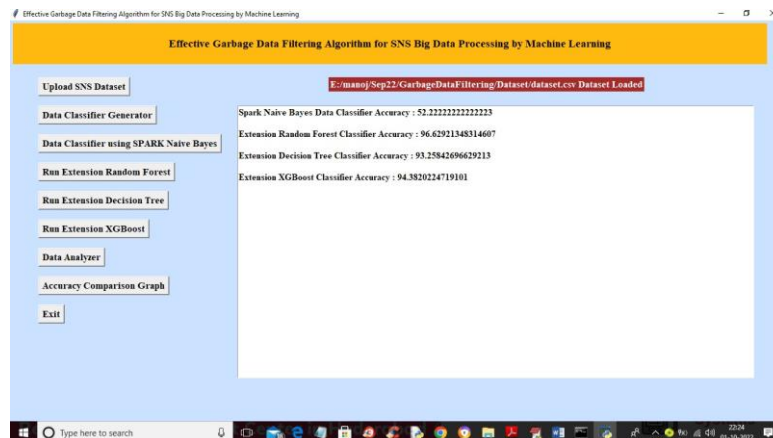 Effective Garbage Data Filtering Algorithm for SNS Big Data Processing by Machine Learning
Effective Garbage Data Filtering Algorithm for SNS Big Data Processing by Machine Learning
Upload SNS Dataset
E:/manoj/Sep22/GarbageDataFiltering/Dataset/dataset.csv Dataset Loaded
Data Classifier Generator
Data Classifier using SPARK Naive Bayes
Run Extension Random Forest
Run Extension Decision Tree
Run Extension XGBoost
Data Analyzer
Accuracy Comparison Graph
Exit
Spark Naive Bayes Data Classifier Accuracy : 52.22222222222223
Extension Random Forest Classifier Accuracy : 96.62921348314607
Extension Decision Tree Classifier Accuracy : 93.25842696629213
Extension XGBoost Classifier Accuracy : 94.3820224719101
Type here to search
22:24
01-10-2022